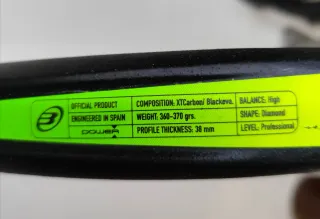 OFFICIAL PRODUCT
ENGINEERED IN SPAIN
POWER
COMPOSITION: XTCarbon/ Blackeva.
WEIGHT: 360-370 grs.
PROFILE THICKNESS: 38 mm
BALANCE: High
SHAPE: Diamond
LEVEL: Professional